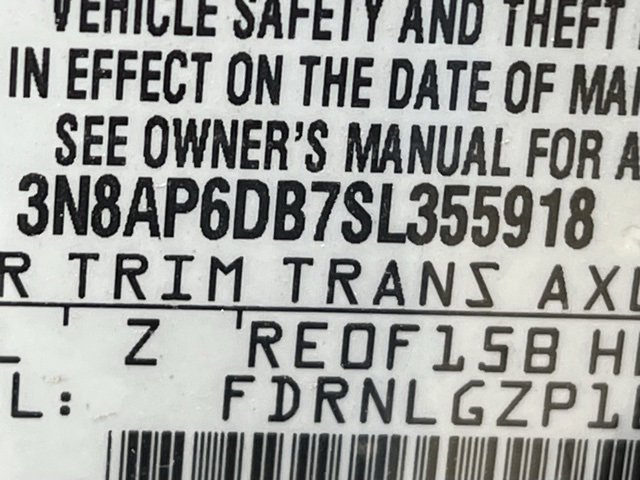 VEHICLE SAFETY AND THEFT
IN EFFECT ON THE DATE OF MA
SEE OWNER'S MANUAL FOR A
3N8AP6DB7SL355918
R TRIM TRANS AXL
L Z RE0F15B H
L: FDRNLGZP1